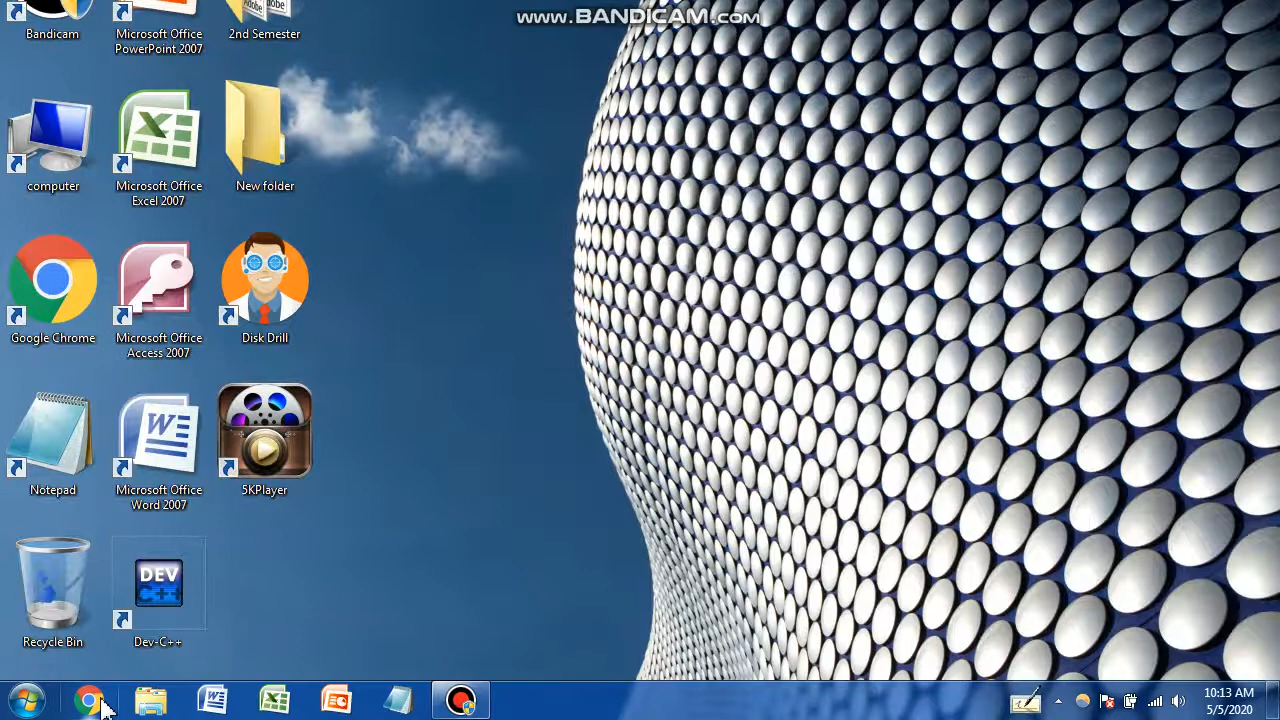 www.BANDICAM.com
Bandicam
Microsoft Office
PowerPoint 2007
Adobe
Adobe
2nd Semester
computer
Microsoft Office
Excel 2007
New folder
Google Chrome
Microsoft Office
Access 2007
Disk Drill
Notepad
W
Microsoft Office
Word 2007
5KPlayer
Recycle Bin
DEV
C++
Dev-C++
10:13 AM
5/5/2020